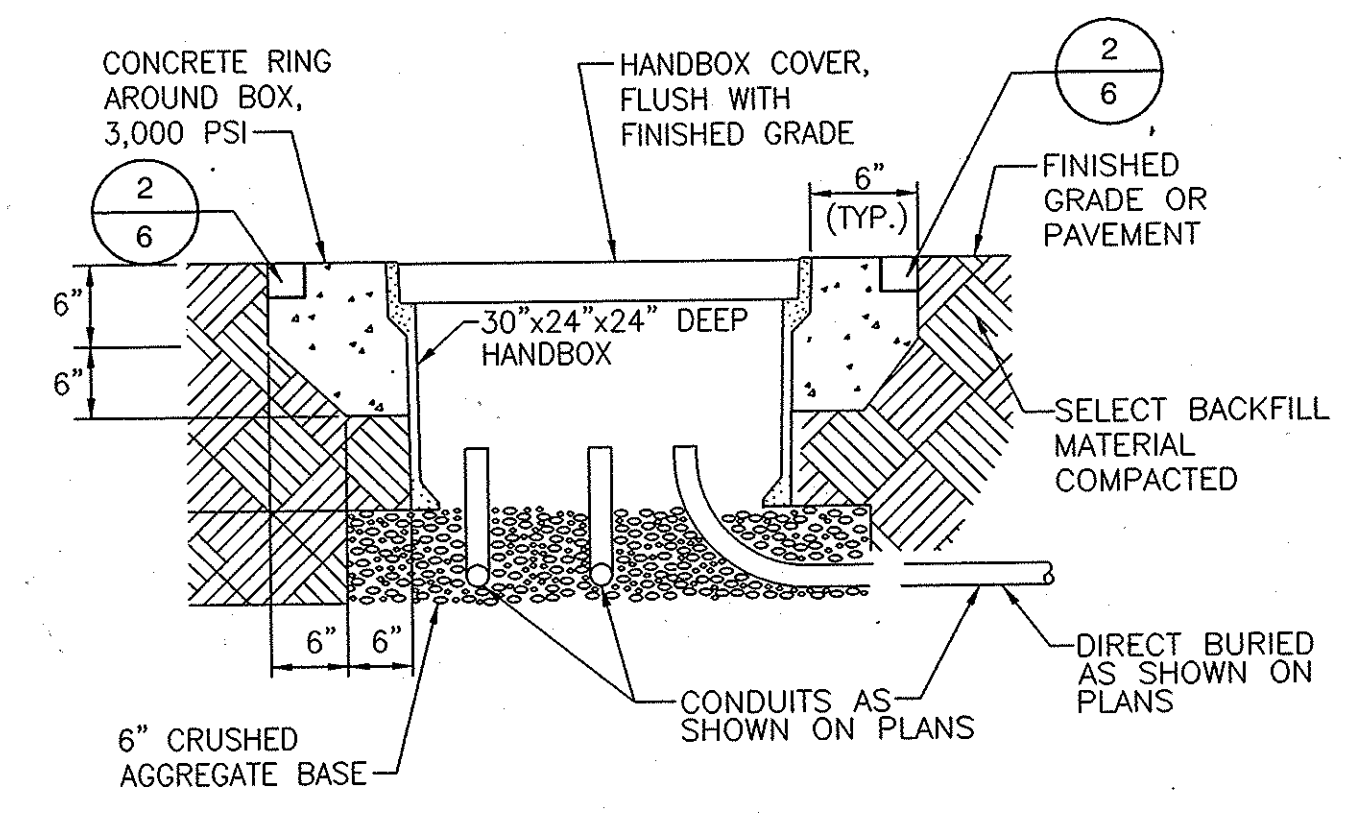 CONCRETE RING
AROUND BOX,
3,000 PSI
HANDBOX COVER,
FLUSH WITH
FINISHED GRADE
2
6
2
6
6"
(TYP.)
FINISHED
GRADE OR
PAVEMENT
6"
6"
30"x24"x24" DEEP
HANDBOX
SELECT BACKFILL
MATERIAL
COMPACTED
6"
6"
DIRECT BURIED
AS SHOWN ON
PLANS
CONDUITS AS
SHOWN ON PLANS
6" CRUSHED
AGGREGATE BASE